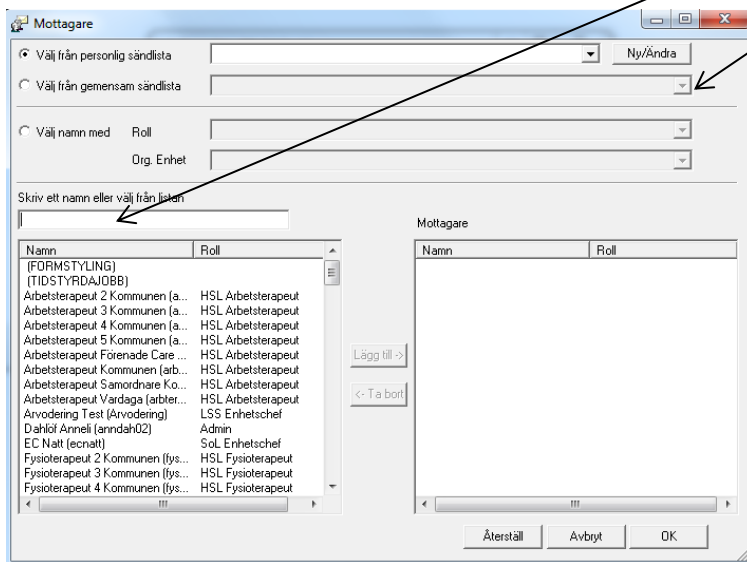 Mottagare
Välj från personlig sändlista Ny/Ändra
Välj från gemensam sändlista
Välj namn med Roll
Org. Enhet
Skriv ett namn eller välj från listan
Mottagare
Namn Roll Namn Roll
(FORMSTYLING)
(TIDSTYRDAJOBB)
Arbetsterapeut 2 Kommunen (a... HSL Arbetsterapeut
Arbetsterapeut 3 Kommunen (a... HSL Arbetsterapeut
Arbetsterapeut 4 Kommunen (a... HSL Arbetsterapeut
Arbetsterapeut 5 Kommunen (a... HSL Arbetsterapeut
Arbetsterapeut Förenade Care ... HSL Arbetsterapeut
Arbetsterapeut Kommunen (arb... HSL Arbetsterapeut
Arbetsterapeut Samordnare Ko... HSL Arbetsterapeut
Arbetsterapeut Vardaga (arbter... HSL Arbetsterapeut
Arvodering Test (Arvodering) LSS Enhetschef
Dahlöf Anneli (anndah02) Admin
EC Natt (ecnatt) SoL Enhetschef
Fysioterapeut 2 Kommunen (fys... HSL Fysioterapeut
Fysioterapeut 3 Kommunen (fys... HSL Fysioterapeut
Fysioterapeut 4 Kommunen (fys... HSL Fysioterapeut
Lägg till ->
<- Ta bort
Återställ Avbryt OK